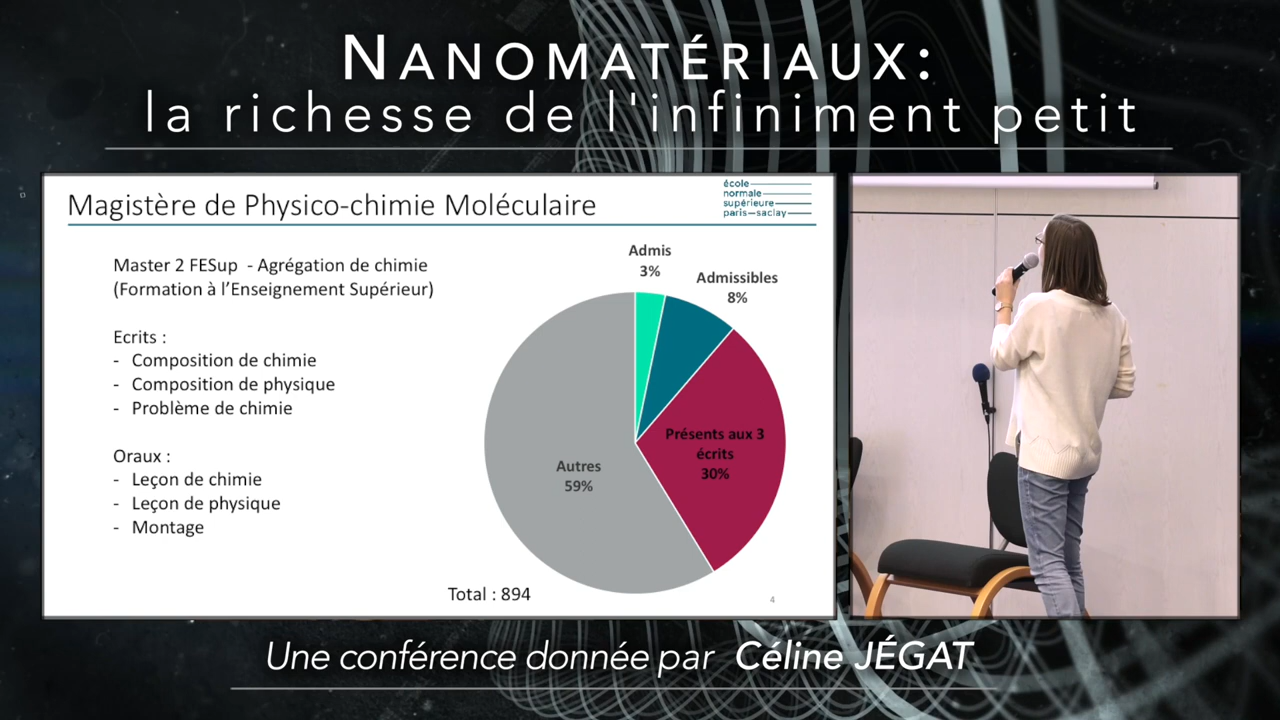 NANOMATÉRIAUX:
la richesse de l'infiniment petit
Magistère de Physico-chimie Moléculaire
école
normale
supérieure
paris—saclay
Master 2 FESup - Agrégation de chimie
(Formation à l'Enseignement Supérieur)
Ecrits :
- Composition de chimie
- Composition de physique
- Problème de chimie
Oraux :
- Leçon de chimie
- Leçon de physique
- Montage
Admis
3%
Admissibles
8%
Présents aux 3
écrits
30%
Autres
59%
Total : 894
4
Une conférence donnée par Céline JÉGAT